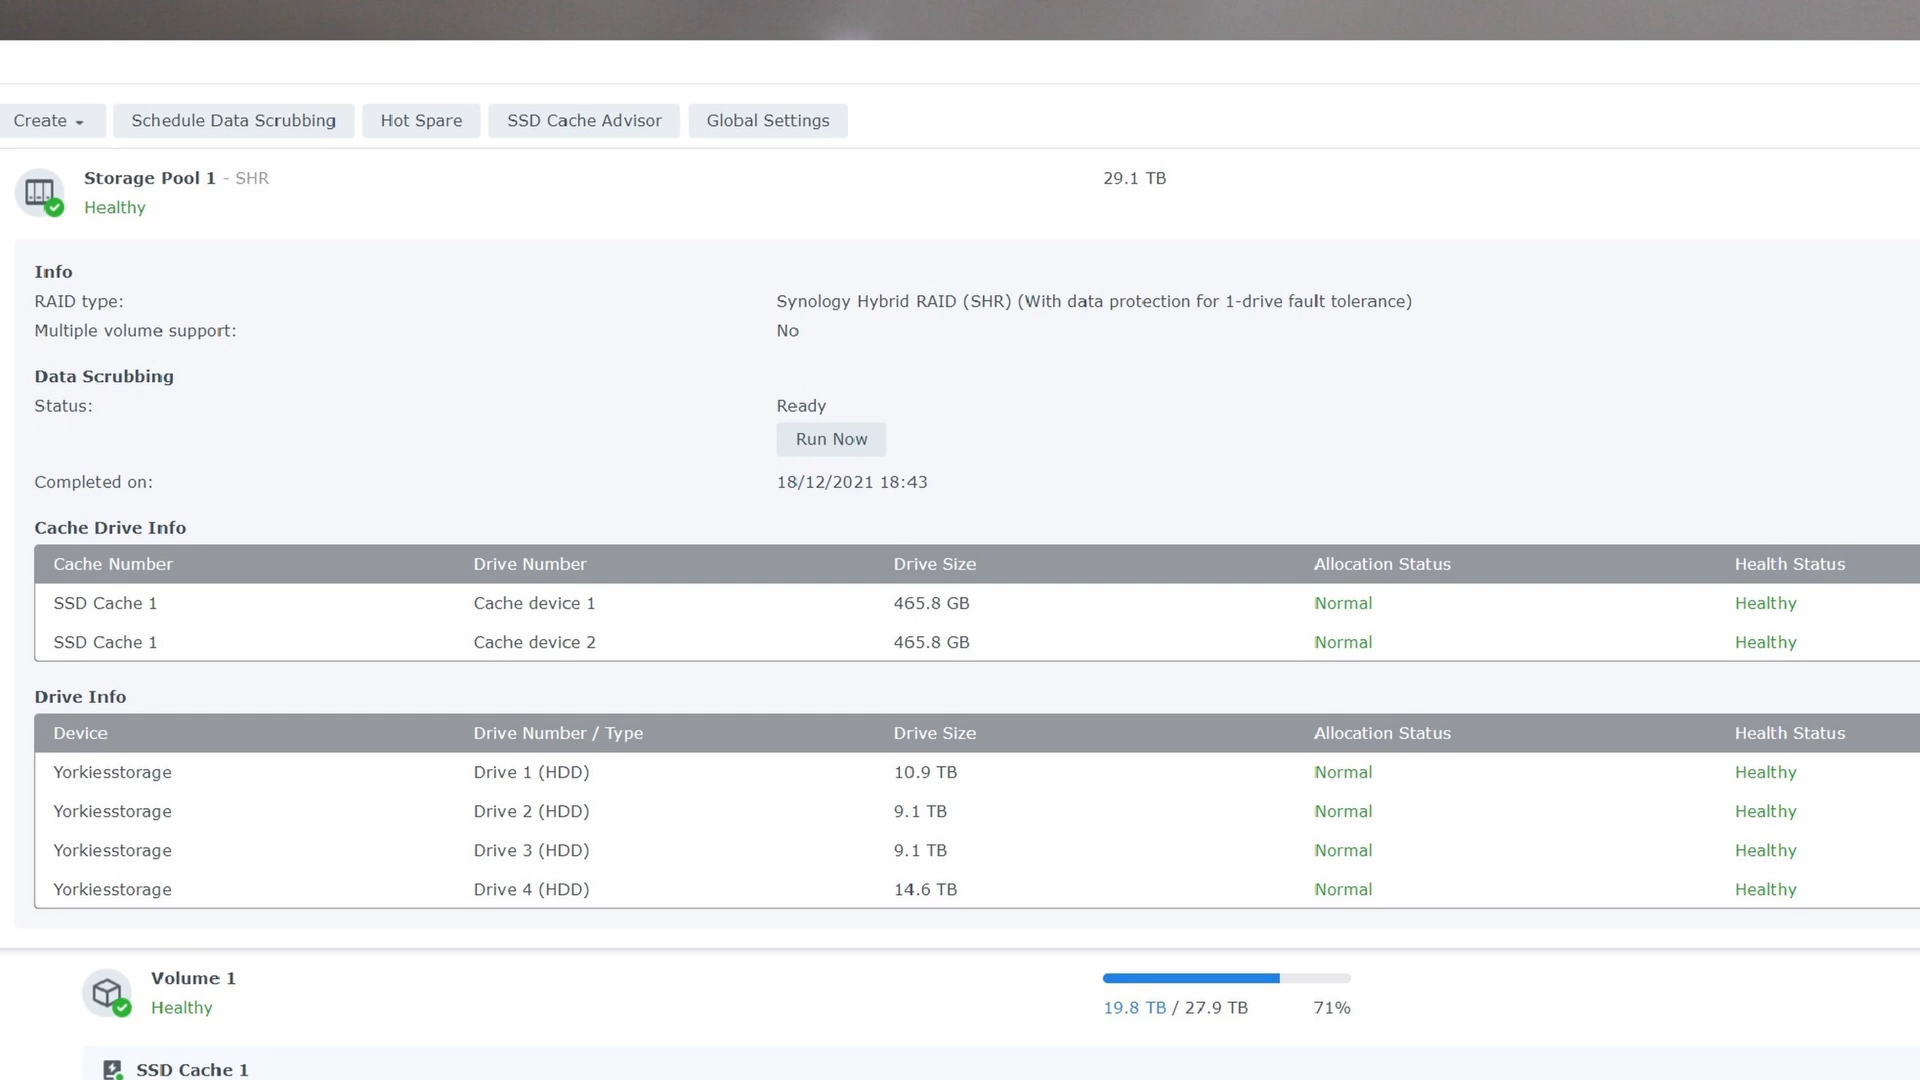 Create
Schedule Data Scrubbing
Hot Spare
SSD Cache Advisor
Global Settings
Storage Pool 1 - SHR
29.1 TB
Healthy
Info
RAID type: Synology Hybrid RAID (SHR) (With data protection for 1-drive fault tolerance)
Multiple volume support: No
Data Scrubbing
Status: Ready
Run Now
Completed on: 18/12/2021 18:43
Cache Drive Info
Cache Number Drive Number Drive Size Allocation Status Health Status
SSD Cache 1 Cache device 1 465.8 GB Normal Healthy
SSD Cache 1 Cache device 2 465.8 GB Normal Healthy
Drive Info
Device Drive Number / Type Drive Size Allocation Status Health Status
Yorkiesstorage Drive 1 (HDD) 10.9 TB Normal Healthy
Yorkiesstorage Drive 2 (HDD) 9.1 TB Normal Healthy
Yorkiesstorage Drive 3 (HDD) 9.1 TB Normal Healthy
Yorkiesstorage Drive 4 (HDD) 14.6 TB Normal Healthy
Volume 1
Healthy
19.8 TB / 27.9 TB 71%
SSD Cache 1